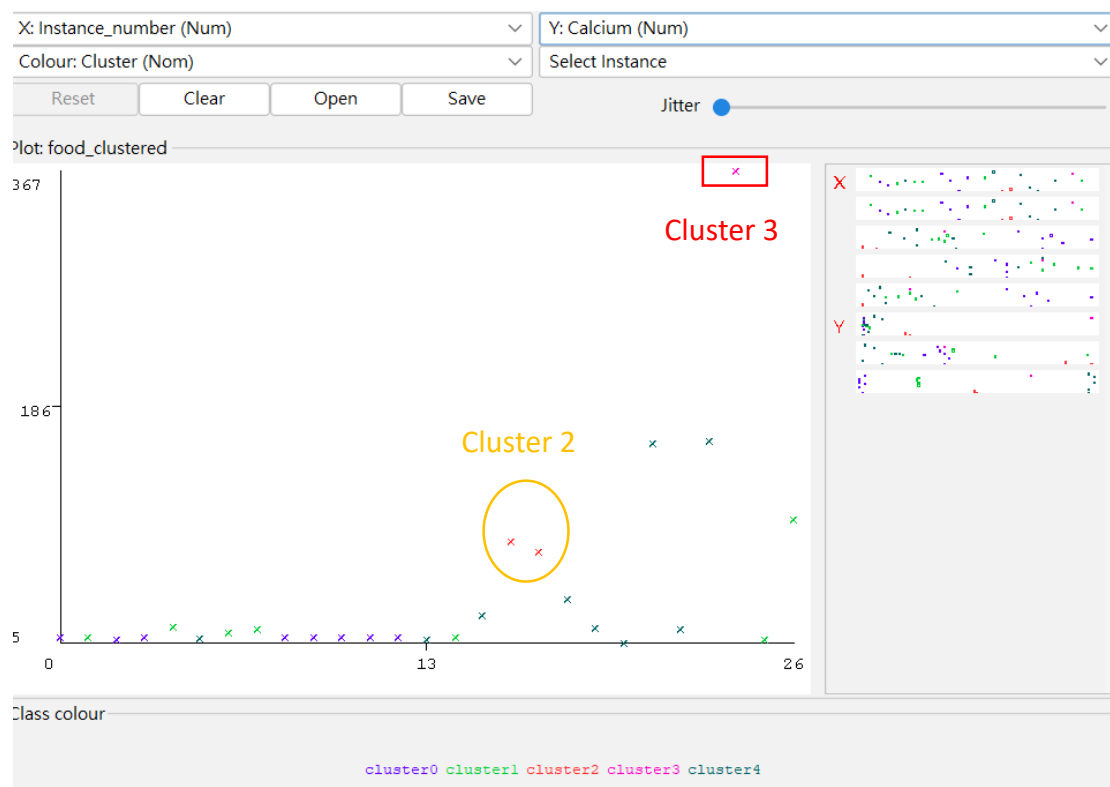 X: Instance_number (Num) Y: Calcium (Num)
Colour: Cluster (Nom) Select Instance
Reset Clear Open Save Jitter
Plot: food_clustered
367
X
Cluster 3
Y
186
Cluster 2
5
0 13 26
Class colour
cluster0 cluster1 cluster2 cluster3 cluster4